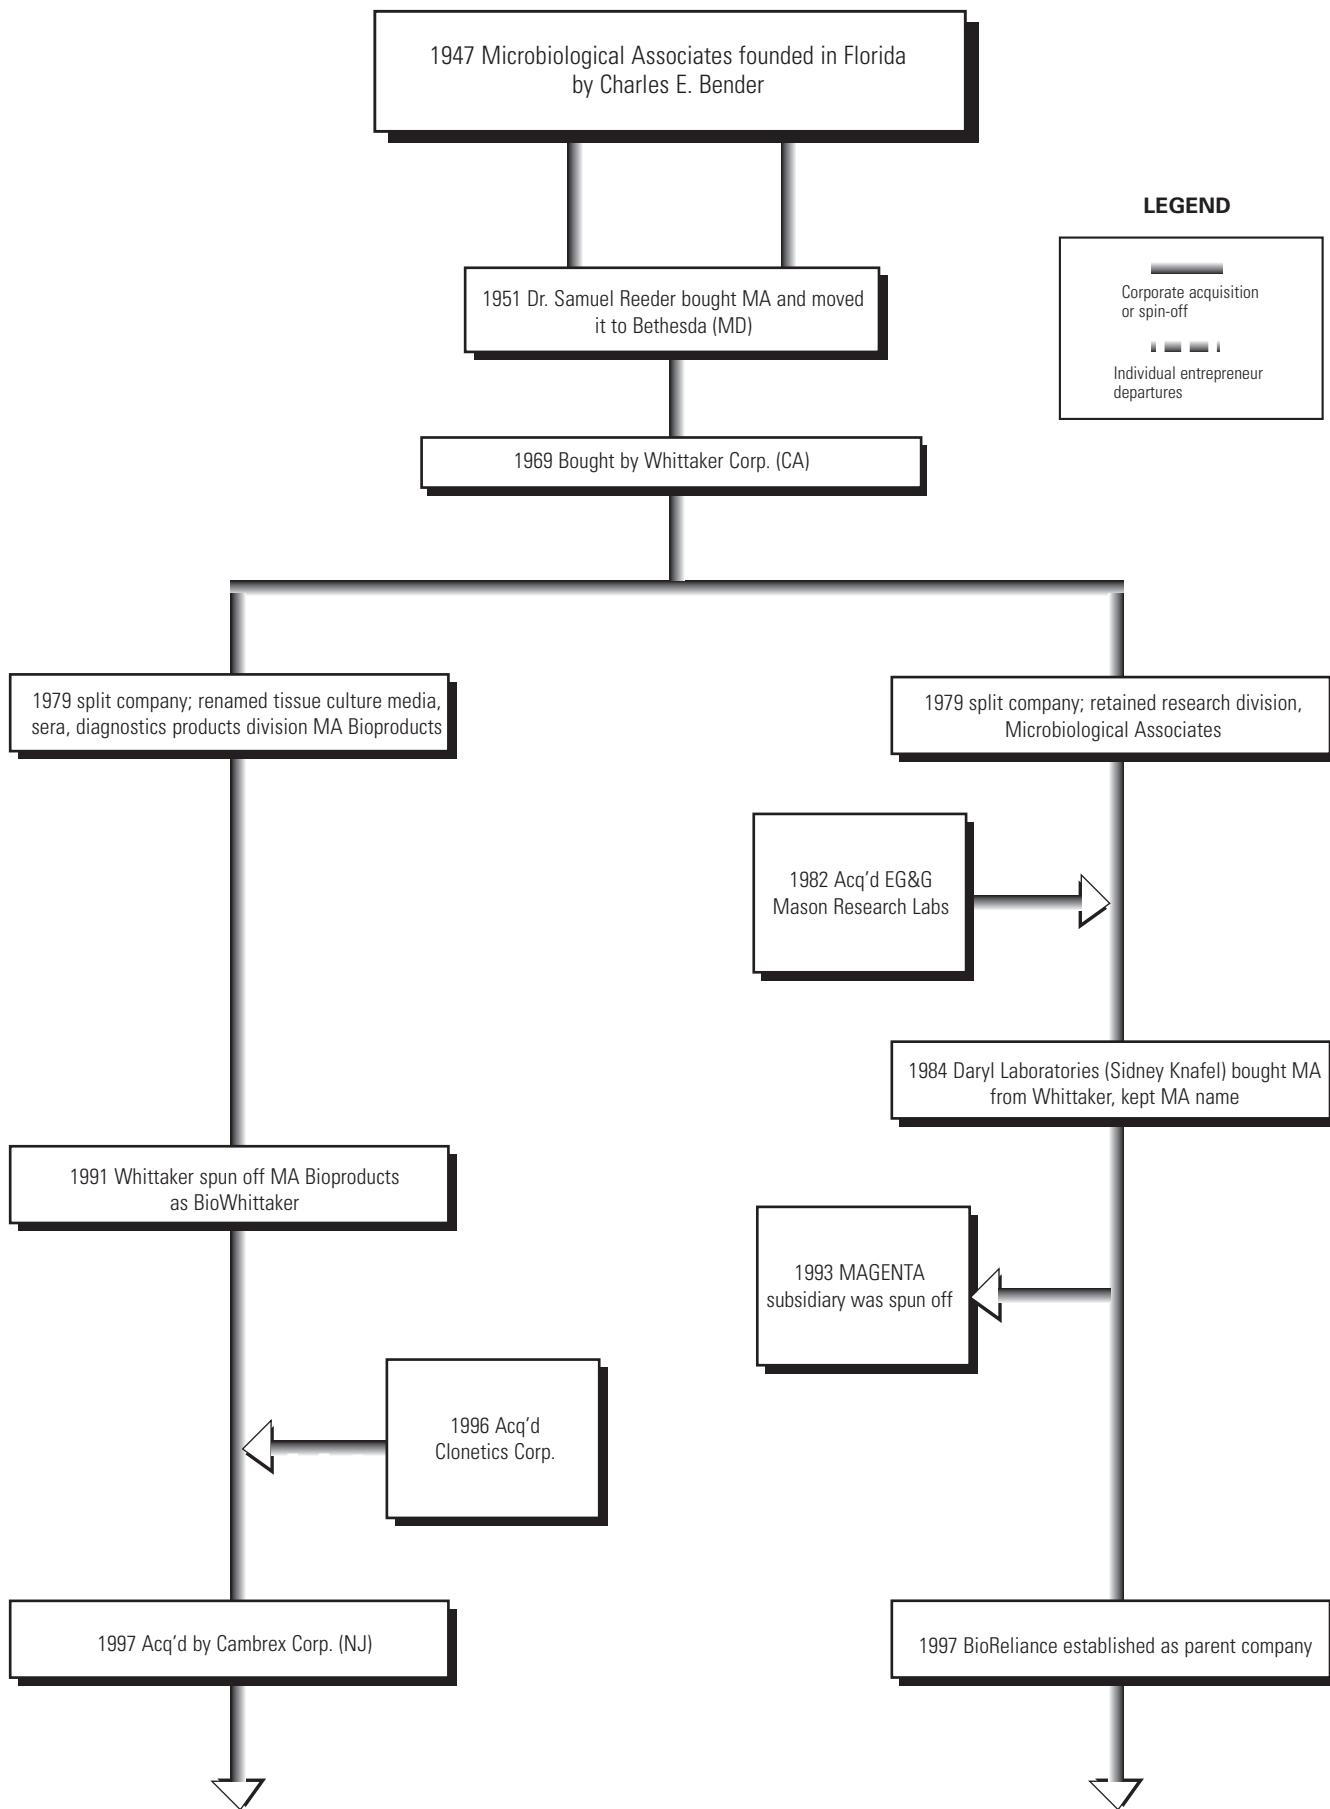 1947 Microbiological Associates founded in Florida
by Charles E. Bender
LEGEND
Corporate acquisition
or spin-off
Individual entrepreneur
departures
1951 Dr. Samuel Reeder bought MA and moved
it to Bethesda (MD)
1969 Bought by Whittaker Corp. (CA)
1979 split company; renamed tissue culture media,
sera, diagnostics products division MA Bioproducts
1979 split company; retained research division,
Microbiological Associates
1982 Acq’d EG&G
Mason Research Labs
1984 Daryl Laboratories (Sidney Knafel) bought MA
from Whittaker, kept MA name
1991 Whittaker spun off MA Bioproducts
as BioWhittaker
1993 MAGENTA
subsidiary was spun off
1996 Acq’d
Clonetics Corp.
1997 Acq’d by Cambrex Corp. (NJ)
1997 BioReliance established as parent company